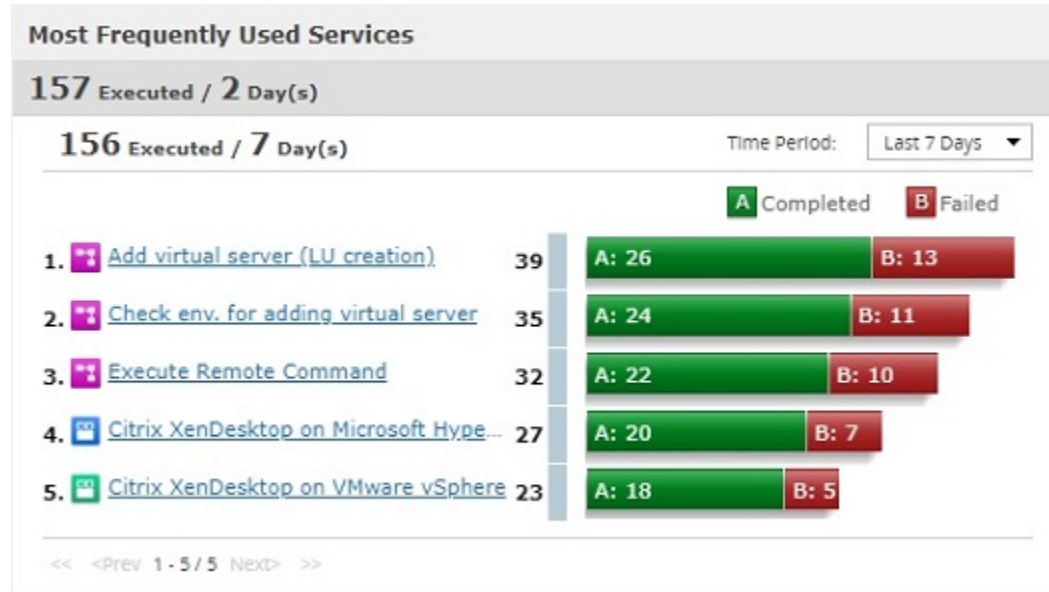 Most Frequently Used Services
157 Executed / 2 Day(s)
156 Executed / 7 Day(s) Time Period: Last 7 Days
A Completed B Failed
1. Add virtual server (LU creation) 39 A: 26 B: 13
2. Check env. for adding virtual server 35 A: 24 B: 11
3. Execute Remote Command 32 A: 22 B: 10
4. Citrix XenDesktop on Microsoft Hype... 27 A: 20 B: 7
5. Citrix XenDesktop on VMware vSphere 23 A: 18 B: 5
<< <Prev 1 - 5 / 5 Next> >>